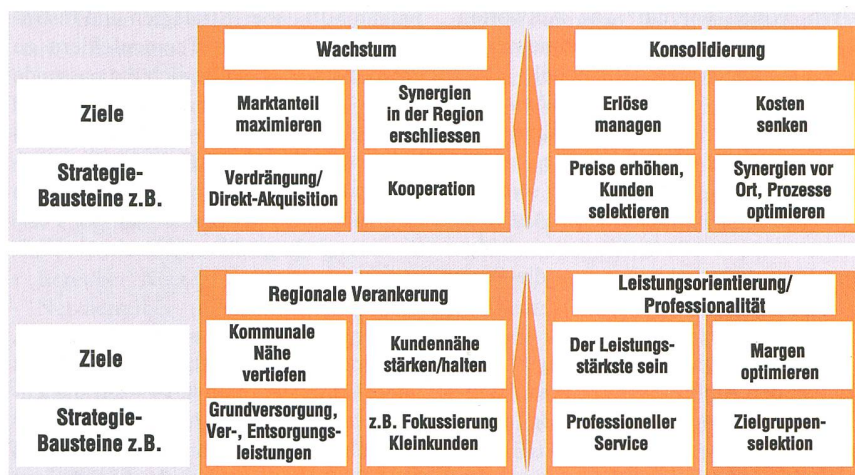 Wachstum
Konsolidierung
Ziele
Marktanteil
maximieren
Synergien
in der Region
erschliessen
Erlöse
managen
Kosten
senken
Strategie-
Bausteine z.B.
Verdrängung/
Direkt-Akquisition
Kooperation
Preise erhöhen,
Kunden
selektieren
Synergien vor
Ort, Prozesse
optimieren
Regionale Verankerung
Leistungsorientierung/
Professionalität
Ziele
Kommunale
Nähe
vertiefen
Kundennähe
stärken/halten
Der Leistungs-
stärkste sein
Margen
optimieren
Strategie-
Bausteine z.B.
Grundversorgung,
Ver-, Entsorgungs-
leistungen
z.B. Fokussierung
Kleinkunden
Professioneller
Service
Zielgruppen-
selektion